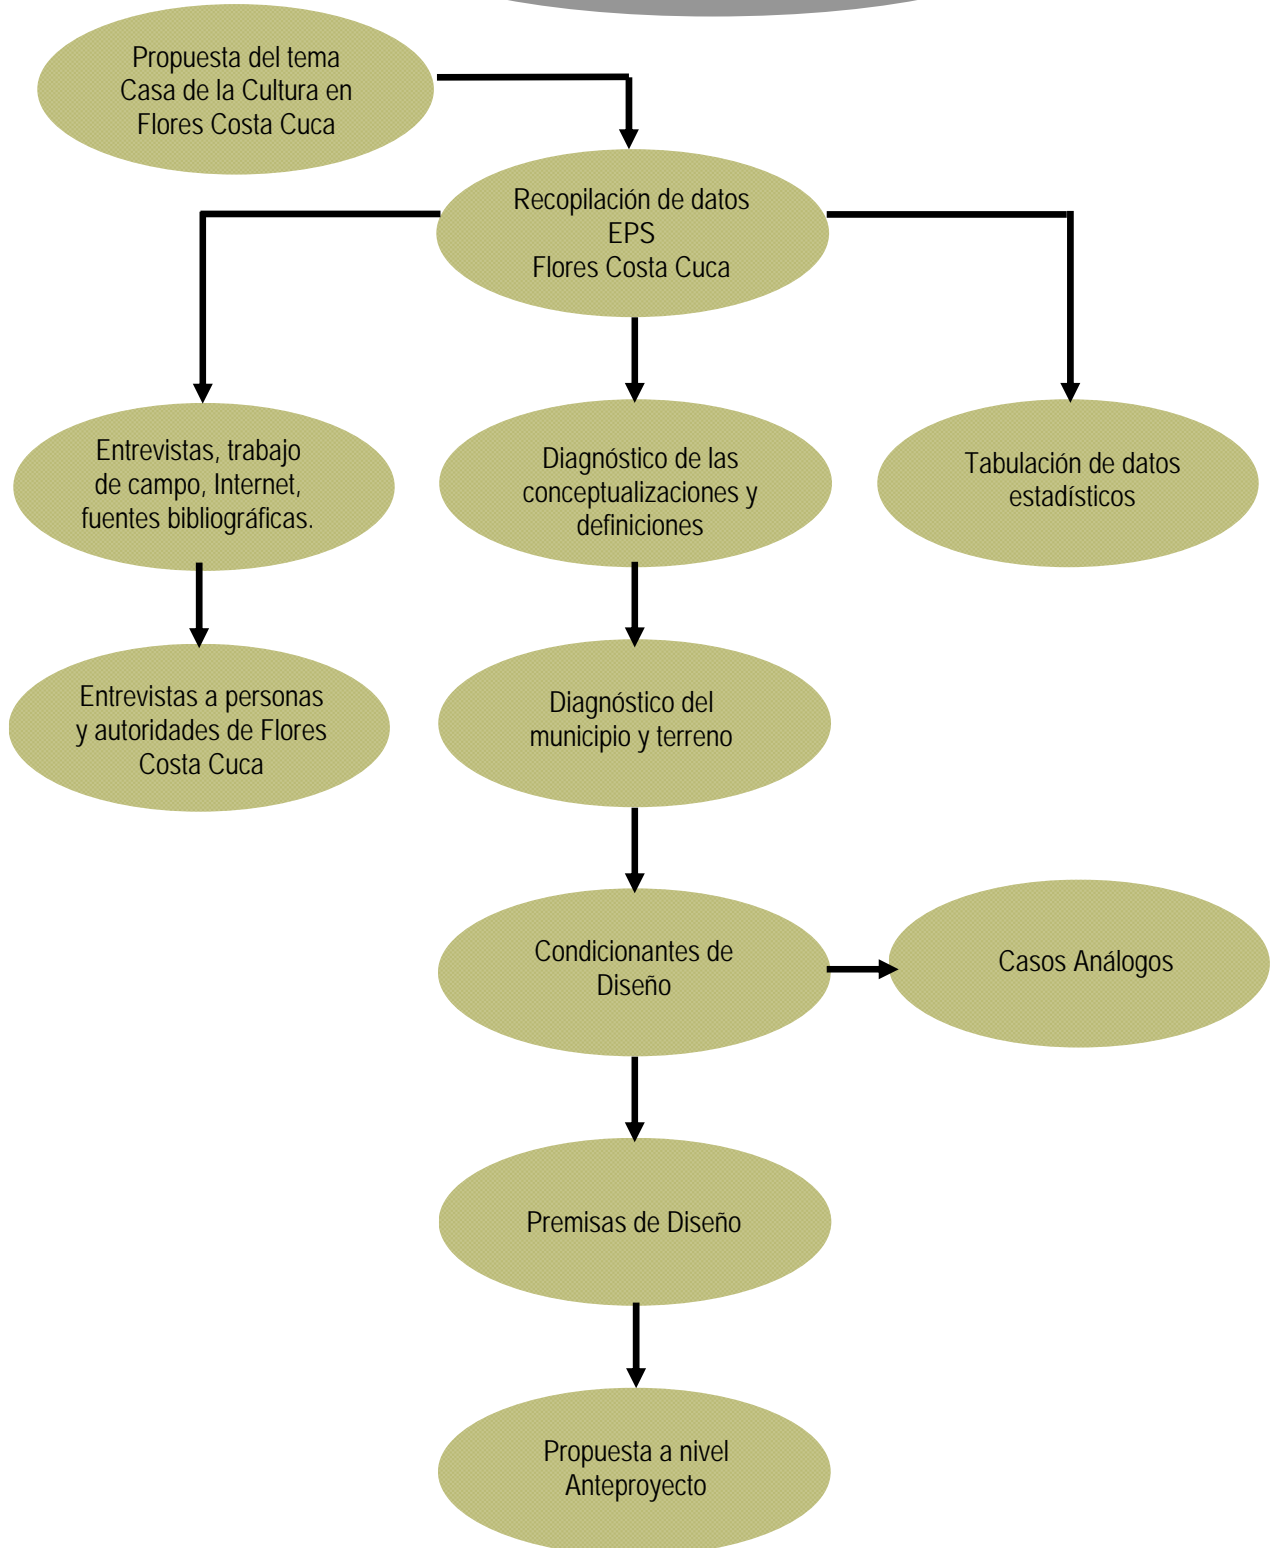 Propuesta del tema
Casa de la Cultura en
Flores Costa Cuca
Recopilación de datos
EPS
Flores Costa Cuca
Entrevistas, trabajo
de campo, Internet,
fuentes bibliográficas.
Diagnóstico de las
conceptualizaciones y
definiciones
Tabulación de datos
estadísticos
Entrevistas a personas
y autoridades de Flores
Costa Cuca
Diagnóstico del
municipio y terreno
Condicionantes de
Diseño
Casos Análogos
Premisas de Diseño
Propuesta a nivel
Anteproyecto